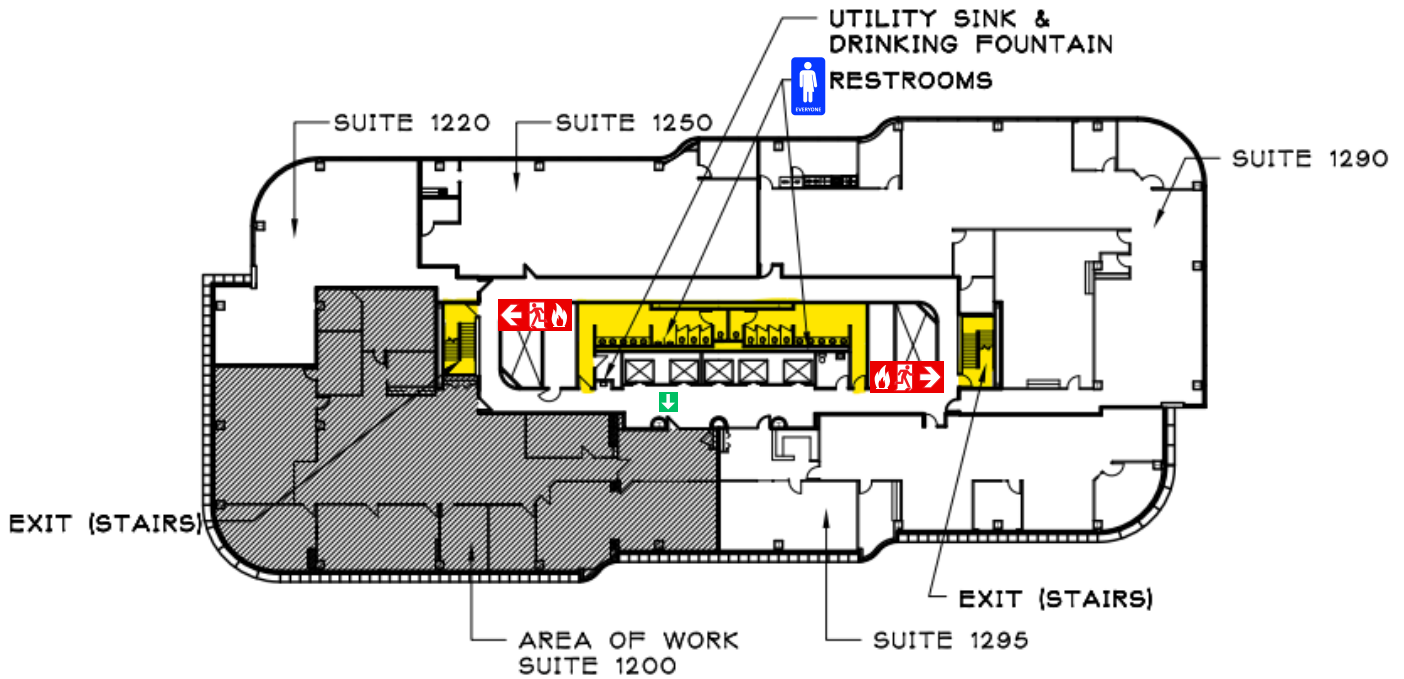 UTILITY SINK &
DRINKING FOUNTAIN
RESTROOMS
EVERYONE
SUITE 1220
SUITE 1250
SUITE 1290
EXIT (STAIRS)
EXIT (STAIRS)
AREA OF WORK
SUITE 1200
SUITE 1295